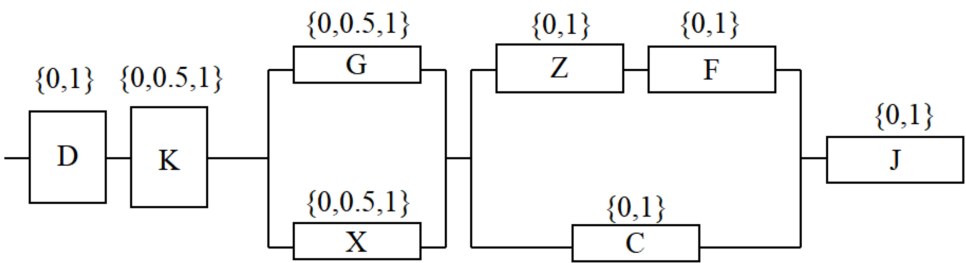 {0,1}
D
{0,0.5,1}
K
{0,0.5,1}
G
{0,0.5,1}
X
{0,1}
Z
{0,1}
F
{0,1}
C
{0,1}
J